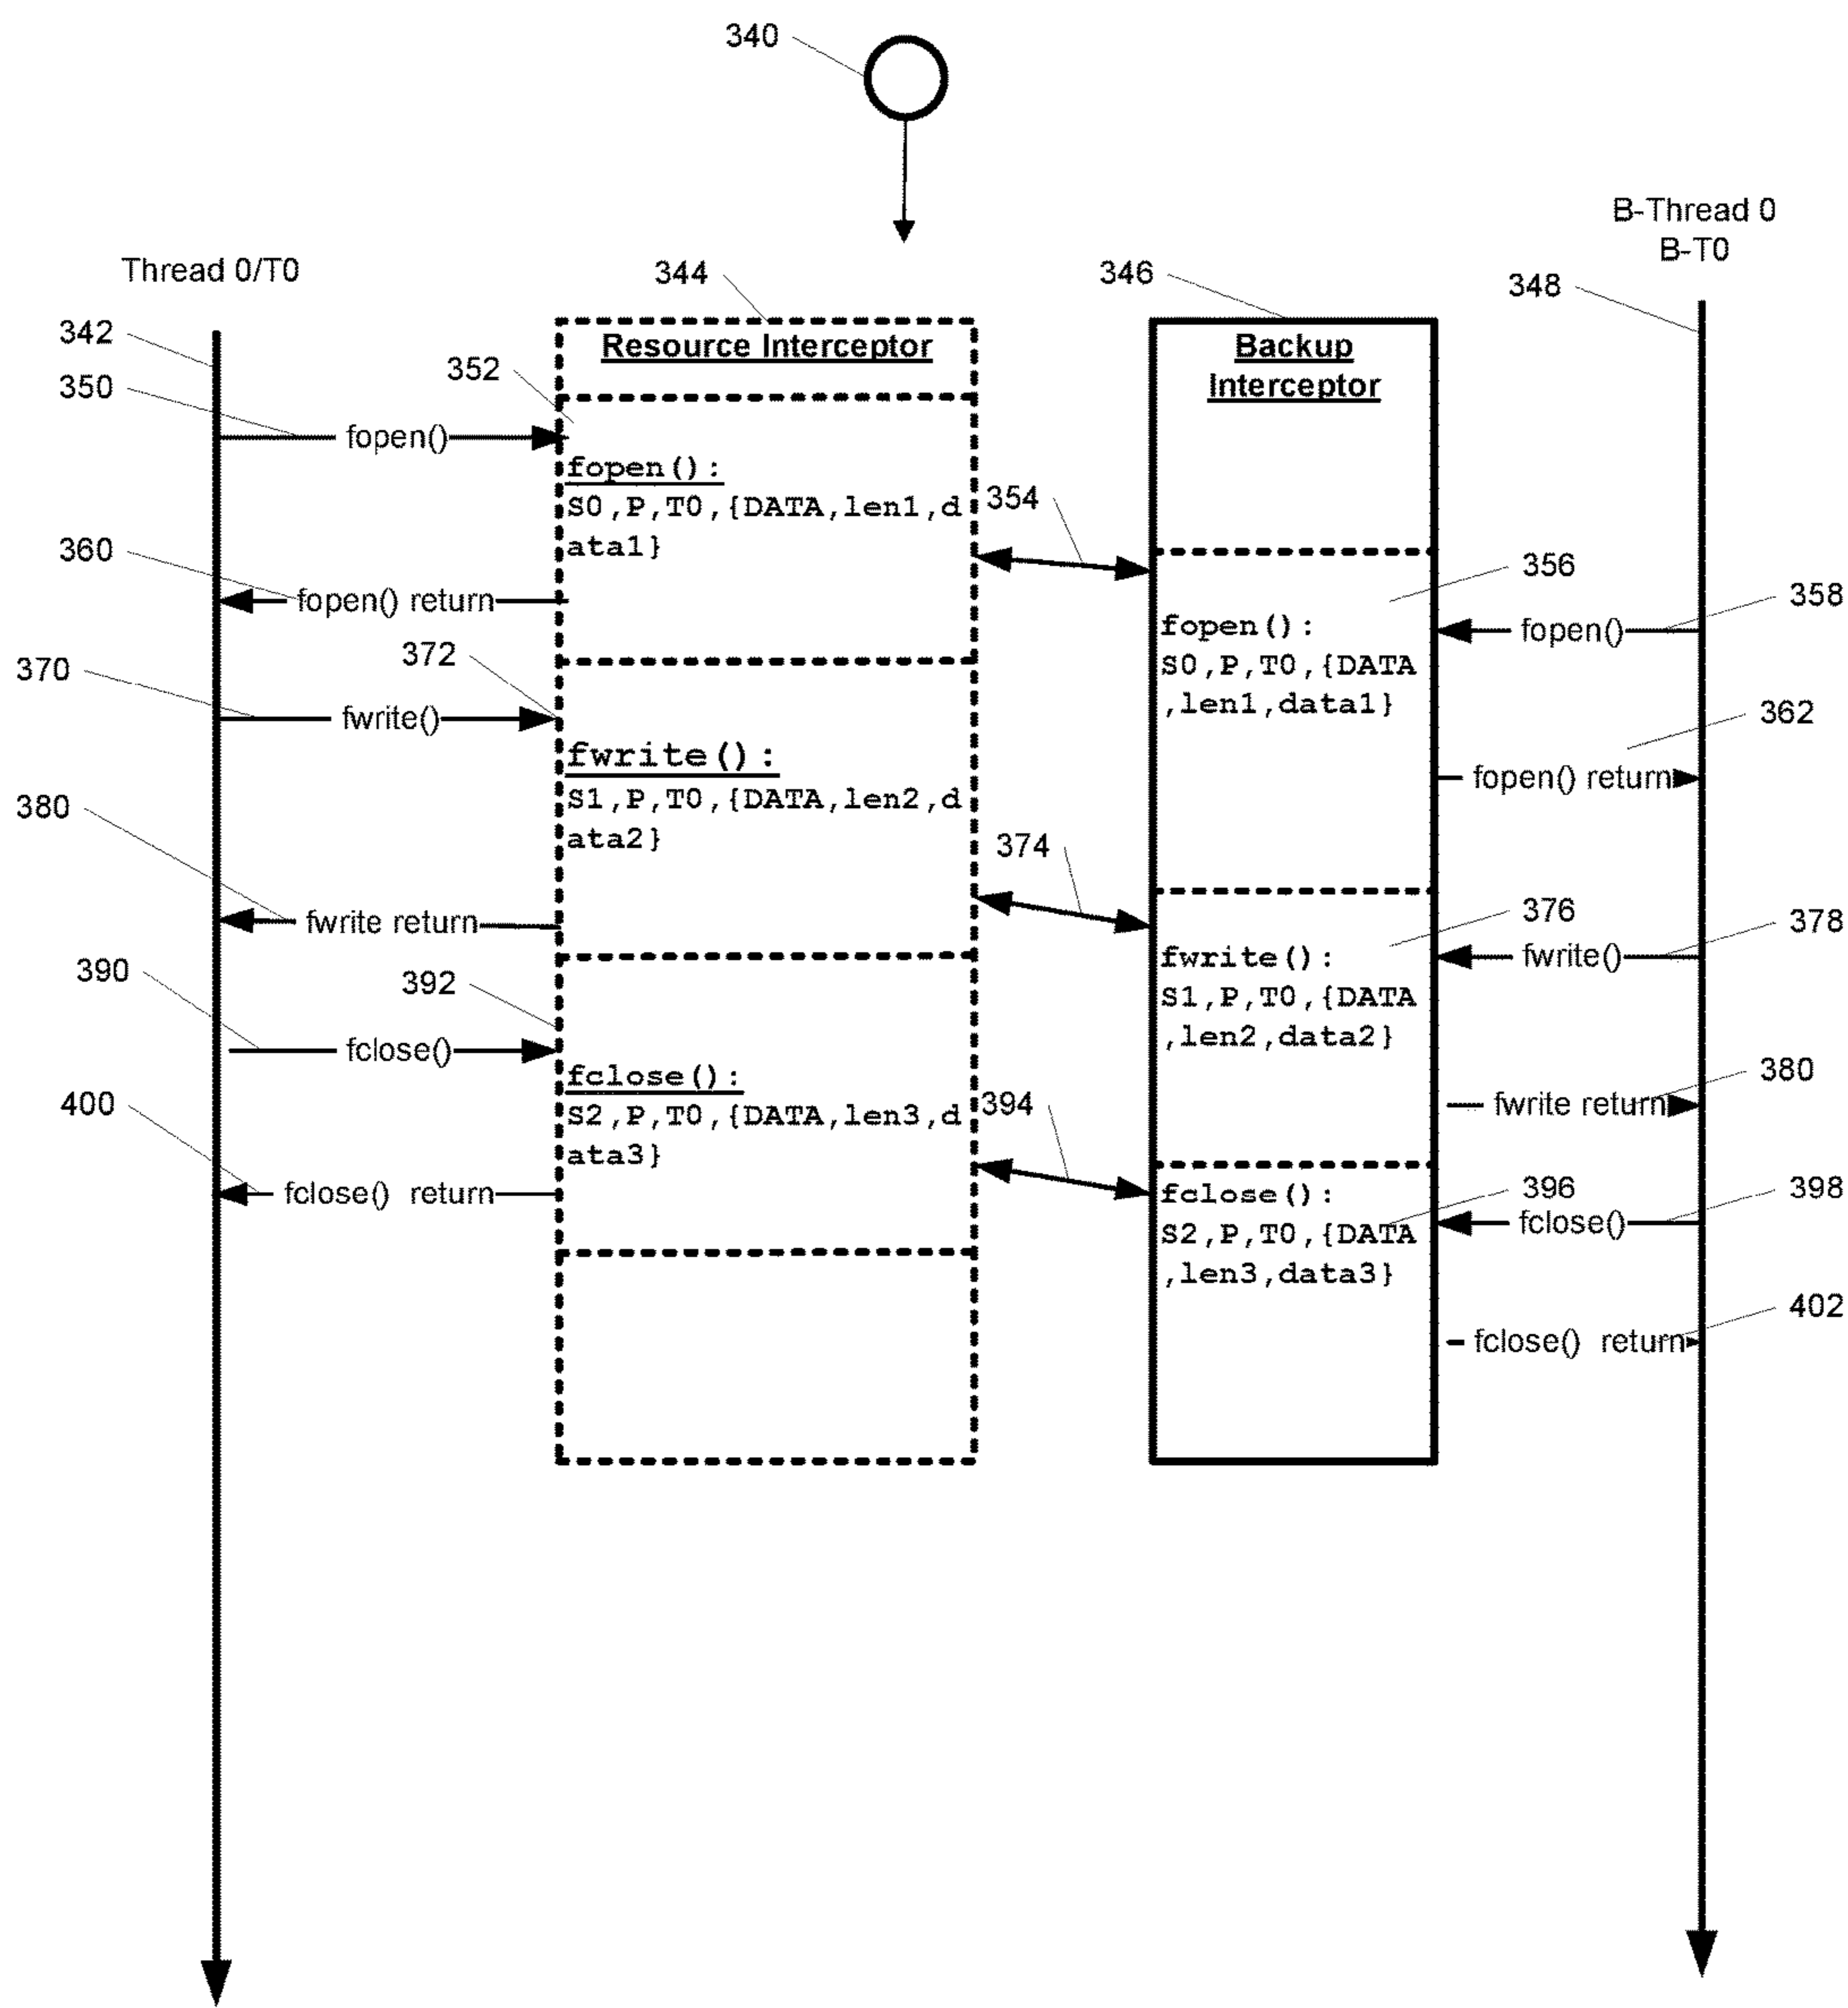 340
B-Thread 0
B-T0
Thread 0/T0
344
346
348
342
Resource Interceptor
Backup
Interceptor
350
352
fopen()
fopen():
S0,P,T0,{DATA,len1,d
ata1}
354
360
fopen() return
356
358
fopen():
fopen()
S0,P,T0,{DATA
,len1,data1}
372
370
fwrite()
362
fwrite():
fopen() return
S1,P,T0,{DATA,len2,d
ata2}
380
374
fwrite return
376
378
fwrite():
fwrite()
S1,P,T0,{DATA
,len2,data2}
390
392
fclose()
fclose():
380
S2,P,T0,{DATA,len3,d
ata3}
400
394
fwrite return
fclose() return
fclose():
396
398
fclose()
S2,P,T0,{DATA
,len3,data3}
402
fclose() return